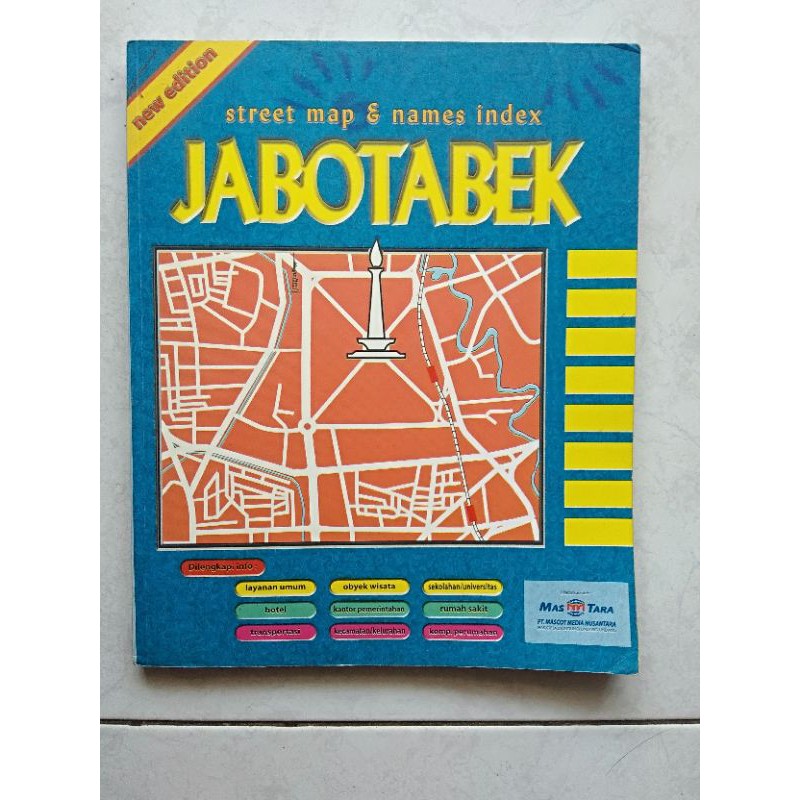 new edition
street map & names index
JABOTABEK
Dilengkapi info :
layanan umum
obyek wisata
sekolahan/universitas
hotel
kantor pemerintahan
rumah sakit
transportasi
kecamatan/kelurahan
komp. perumahan
MAS TARA
PT. MASCOT MEDIA NUSANTARA